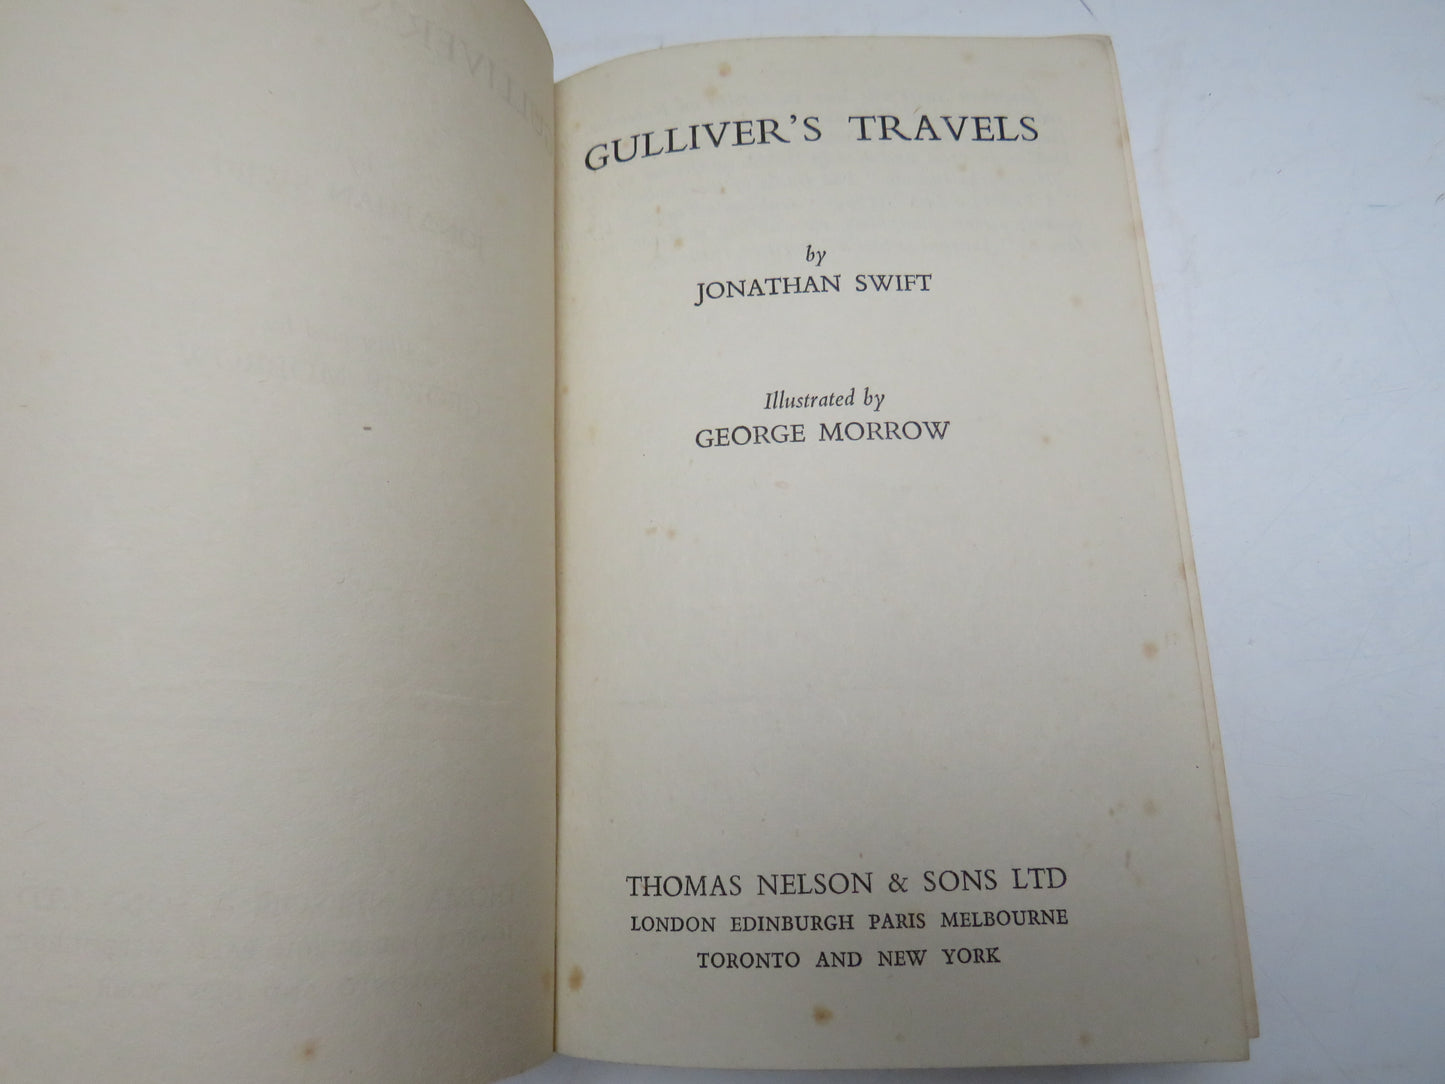 GULLIVER'S TRAVELS
by
JONATHAN SWIFT
Illustrated by
GEORGE MORROW
THOMAS NELSON & SONS LTD
LONDON EDINBURGH PARIS MELBOURNE
TORONTO AND NEW YORK